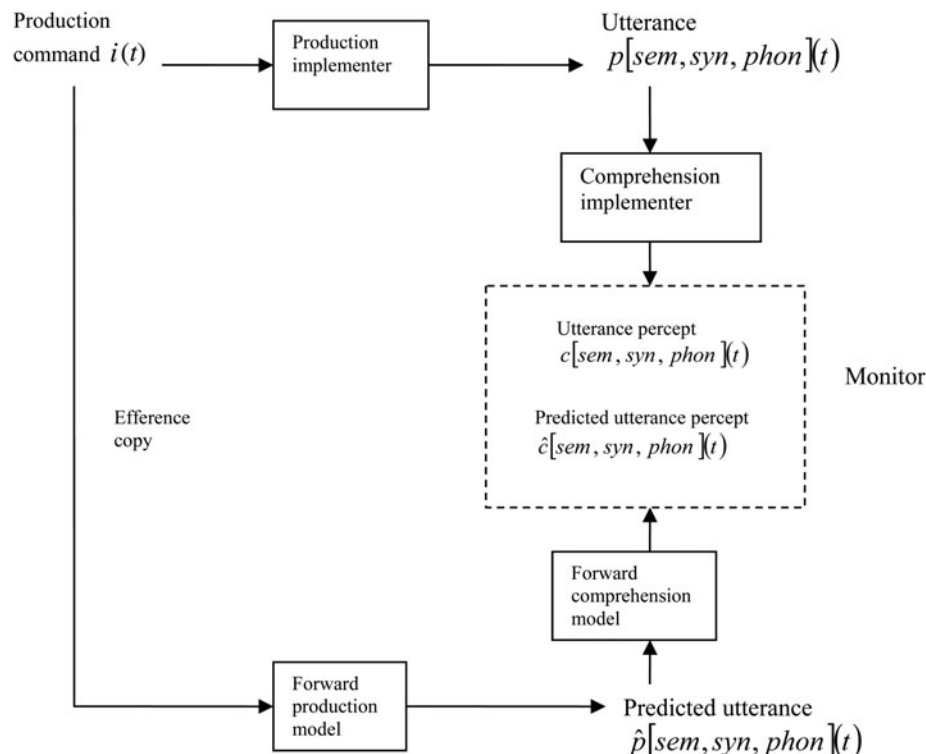 Production
command i(t)
Production
implementer
Utterance
p[sem, syn, phon](t)
Comprehension
implementer
Utterance percept
c[sem, syn, phon](t)
Predicted utterance percept
ĉ[sem, syn, phon](t)
Monitor
Efference
copy
Forward
comprehension
model
Forward
production
model
Predicted utterance
p̂[sem, syn, phon](t)